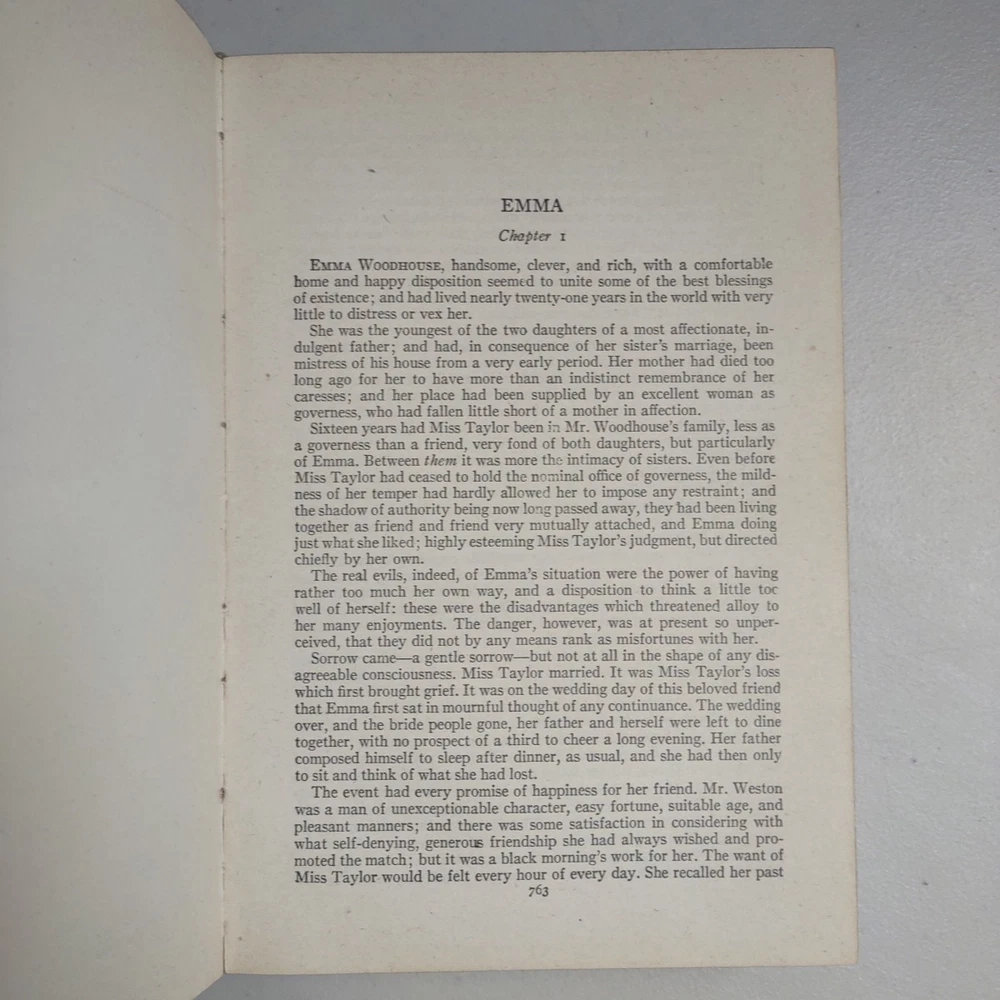 EMMA
Chapter 1
EMMA WOODHOUSE, handsome, clever, and rich, with a comfortable
home and happy disposition seemed to unite some of the best blessings
of existence; and had lived nearly twenty-one years in the world with very
little to distress or vex her.
She was the youngest of the two daughters of a most affectionate, in-
dulgent father; and had, in consequence of her sister's marriage, been
mistress of his house from a very early period. Her mother had died too
long ago for her to have more than an indistinct remembrance of her
caresses; and her place had been supplied by an excellent woman as
governess, who had fallen little short of a mother in affection.
Sixteen years had Miss Taylor been in Mr. Woodhouse's family, less as
a governess than a friend, very fond of both daughters, but particularly
of Emma. Between them it was more the intimacy of sisters. Even before
Miss Taylor had ceased to hold the nominal office of governess, the mild-
ness of her temper had hardly allowed her to impose any restraint; and
the shadow of authority being now long passed away, they had been living
together as friend and friend very mutually attached, and Emma doing
just what she liked; highly esteeming Miss Taylor's judgment, but directed
chiefly by her own.
The real evils, indeed, of Emma's situation were the power of having
rather too much her own way, and a disposition to think a little too
well of herself: these were the disadvantages which threatened alloy to
her many enjoyments. The danger, however, was at present so unper-
ceived, that they did not by any means rank as misfortunes with her.
Sorrow came—a gentle sorrow—but not at all in the shape of any dis-
agreeable consciousness. Miss Taylor married. It was Miss Taylor's loss
which first brought grief. It was on the wedding day of this beloved friend
that Emma first sat in mournful thought of any continuance. The wedding
over, and the bride people gone, her father and herself were left to dine
together, with no prospect of a third to cheer a long evening. Her father
composed himself to sleep after dinner, as usual, and she had then only
to sit and think of what she had lost.
The event had every promise of happiness for her friend. Mr. Weston
was a man of unexceptionable character, easy fortune, suitable age, and
pleasant manners; and there was some satisfaction in considering with
what self-denying, generous friendship she had always wished and pro-
moted the match; but it was a black morning's work for her. The want of
Miss Taylor would be felt every hour of every day. She recalled her past
763